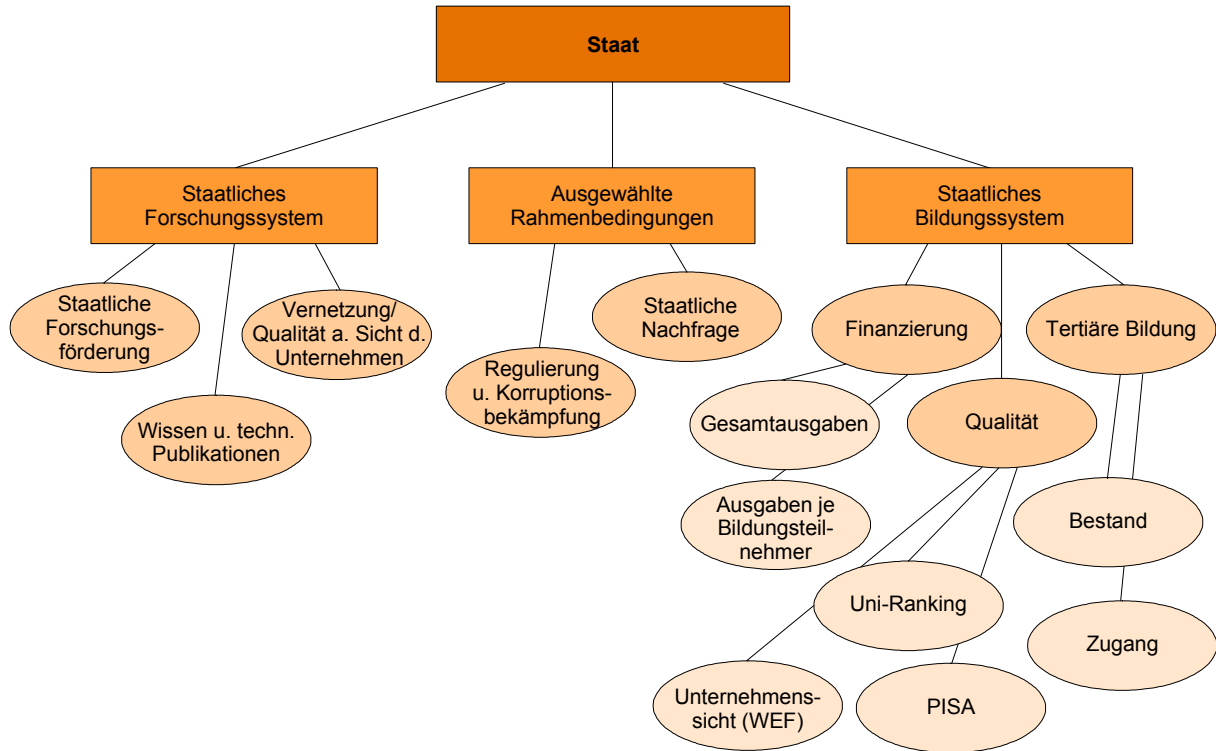 Staat
Staatliches
Forschungssystem
Ausgewählte
Rahmenbedingungen
Staatliches
Bildungssystem
Staatliche
Forschungs-
förderung
Vernetzung/
Qualität a. Sicht d.
Unternehmen
Wissen u. techn.
Publikationen
Staatliche
Nachfrage
Regulierung
u. Korruptions-
bekämpfung
Finanzierung
Tertiäre Bildung
Gesamtausgaben
Qualität
Ausgaben je
Bildungsteil-
nehmer
Bestand
Uni-Ranking
Zugang
Unternehmens-
sicht (WEF)
PISA